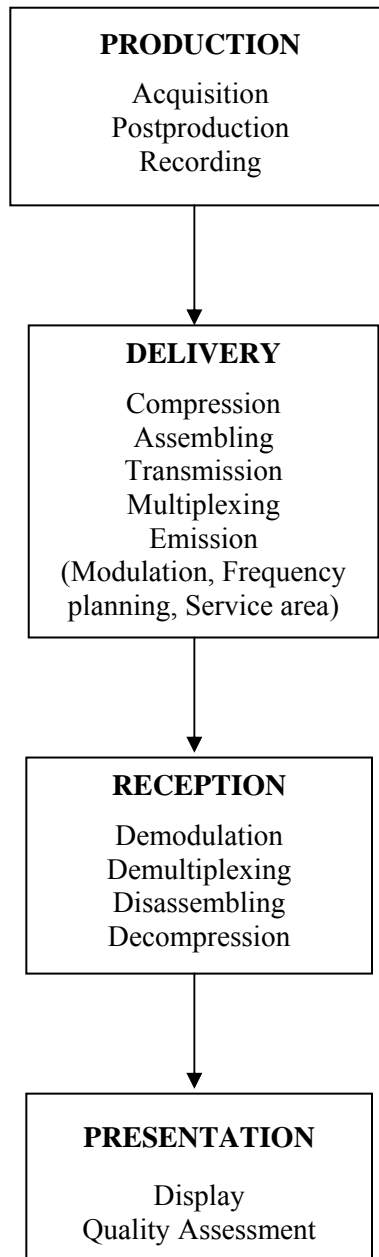 PRODUCTION
Acquisition
Postproduction
Recording
DELIVERY
Compression
Assembling
Transmission
Multiplexing
Emission
(Modulation, Frequency
planning, Service area)
RECEPTION
Demodulation
Demultiplexing
Disassembling
Decompression
PRESENTATION
Display
Quality Assessment